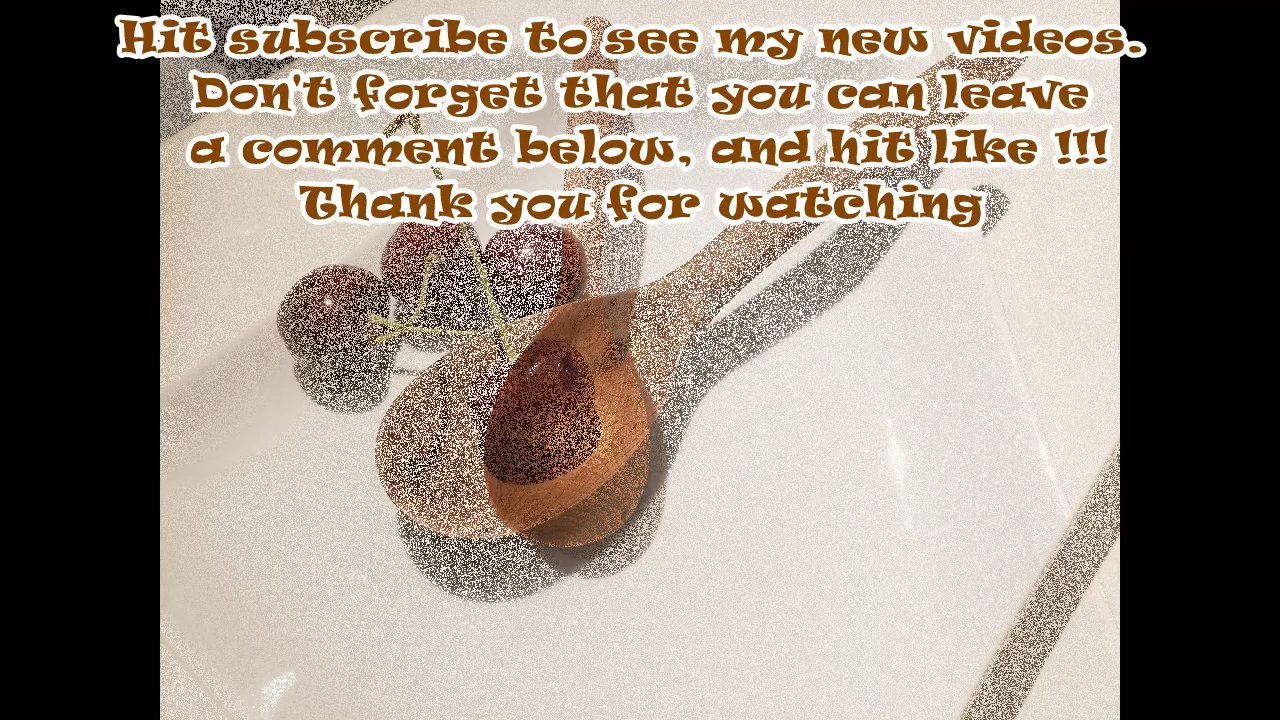 Hit subscribe to see my new videos.
Don't forget that you can leave
a comment below, and hit like !!!
Thank you for watching